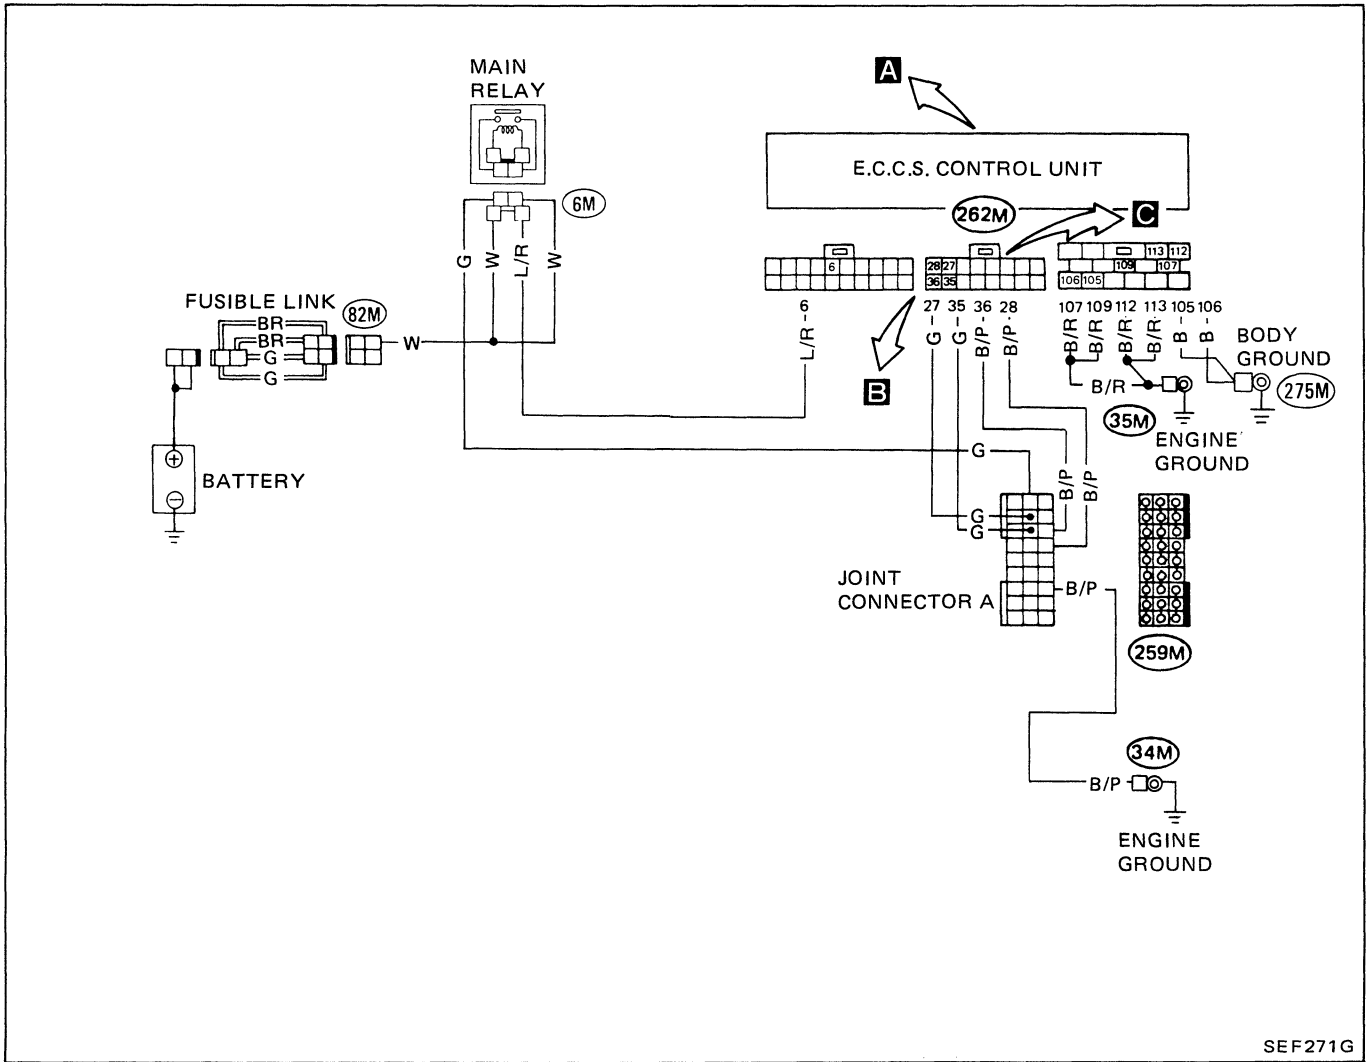 MAIN
RELAY
A
E.C.C.S. CONTROL UNIT
6M
262M
C
G
W
L/R
W
6
28 27
36 35
113 112
109 107
106 105
FUSIBLE LINK
82M
BR
BR
G
G
W
6
27
35
36
28
107
109
112
113
105
106
L/R
G
G
B/P
B/P
B/R
B/R
B/R
B/R
B
B
BODY
GROUND
275M
B
B/R
35M
ENGINE
GROUND
BATTERY
G
B/P
B/P
G
G
JOINT
CONNECTOR A
B/P
259M
34M
B/P
ENGINE
GROUND
SEF271G